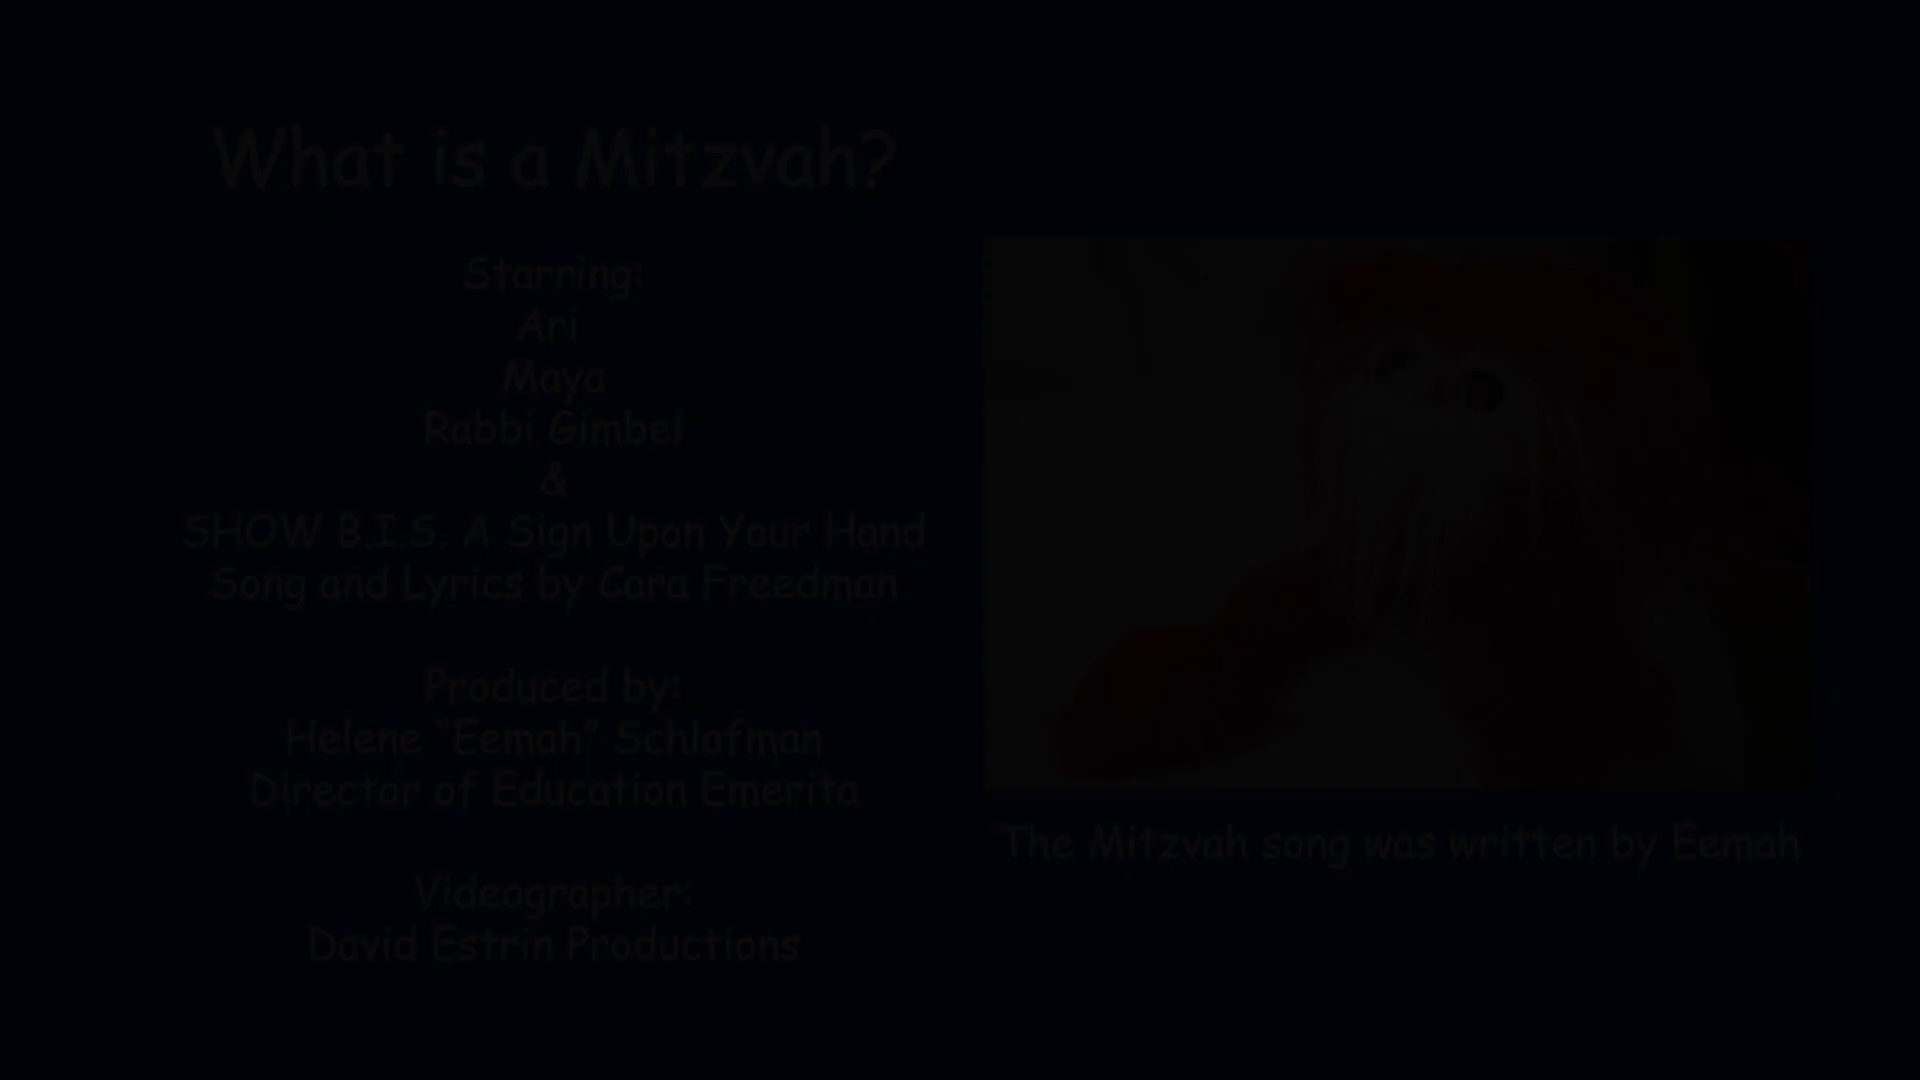 What is a Mitzvah?
Starring:
Ari
Maya
Rabbi Gimbel
&
SHOW B.I.S. A Sign Upon Your Hand
Song and Lyrics by Cara Freedman
Produced by:
Helene "Eemah" Schlafman
Director of Education Emerita
Videographer:
David Estrin Productions
The Mitzvah song was written by Eemah